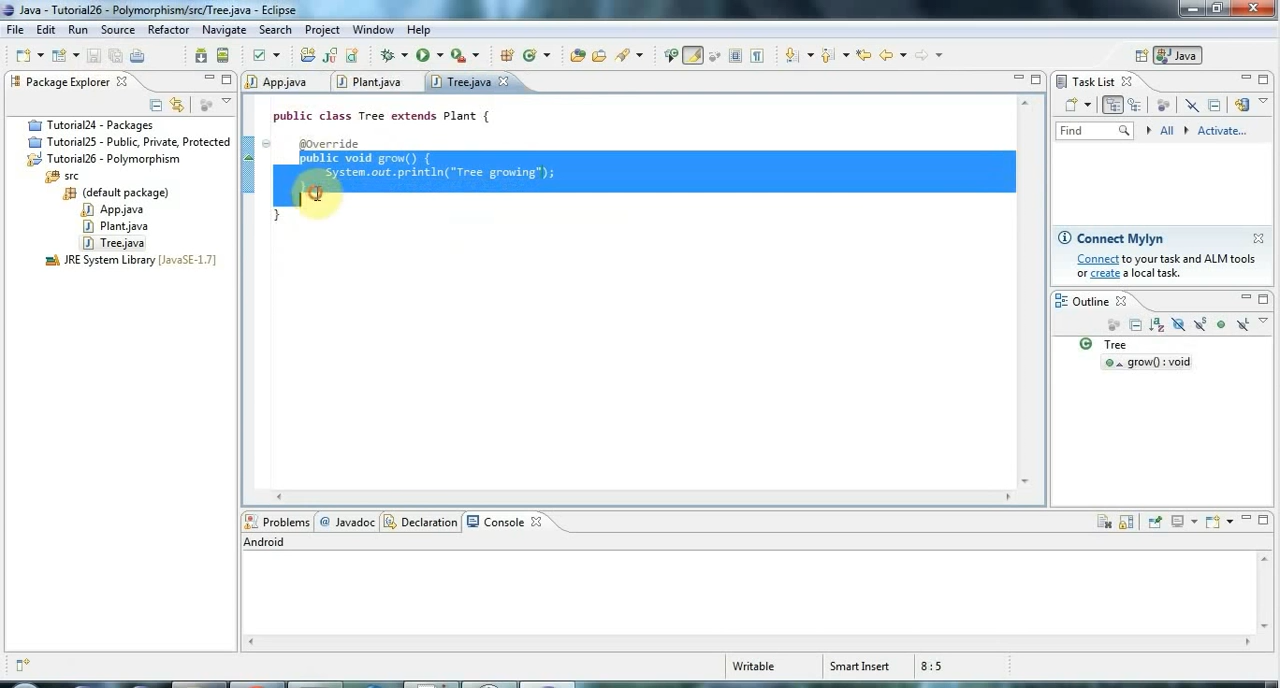 Java - Tutorial26 - Polymorphism/src/Tree.java - Eclipse
File Edit Run Source Refactor Navigate Search Project Window Help
Java
Package Explorer
App.java Plant.java Tree.java
Task List
Tutorial24 - Packages
Tutorial25 - Public, Private, Protected
Tutorial26 - Polymorphism
src
(default package)
App.java
Plant.java
Tree.java
JRE System Library [JavaSE-1.7]
public class Tree extends Plant {
@Override
public void grow() {
System.out.println("Tree growing");
}
}
Find All Activate...
Connect Mylyn
Connect to your task and ALM tools
or create a local task.
Outline
Tree
grow() : void
Problems Javadoc Declaration Console
Android
Writable Smart Insert 8 : 5